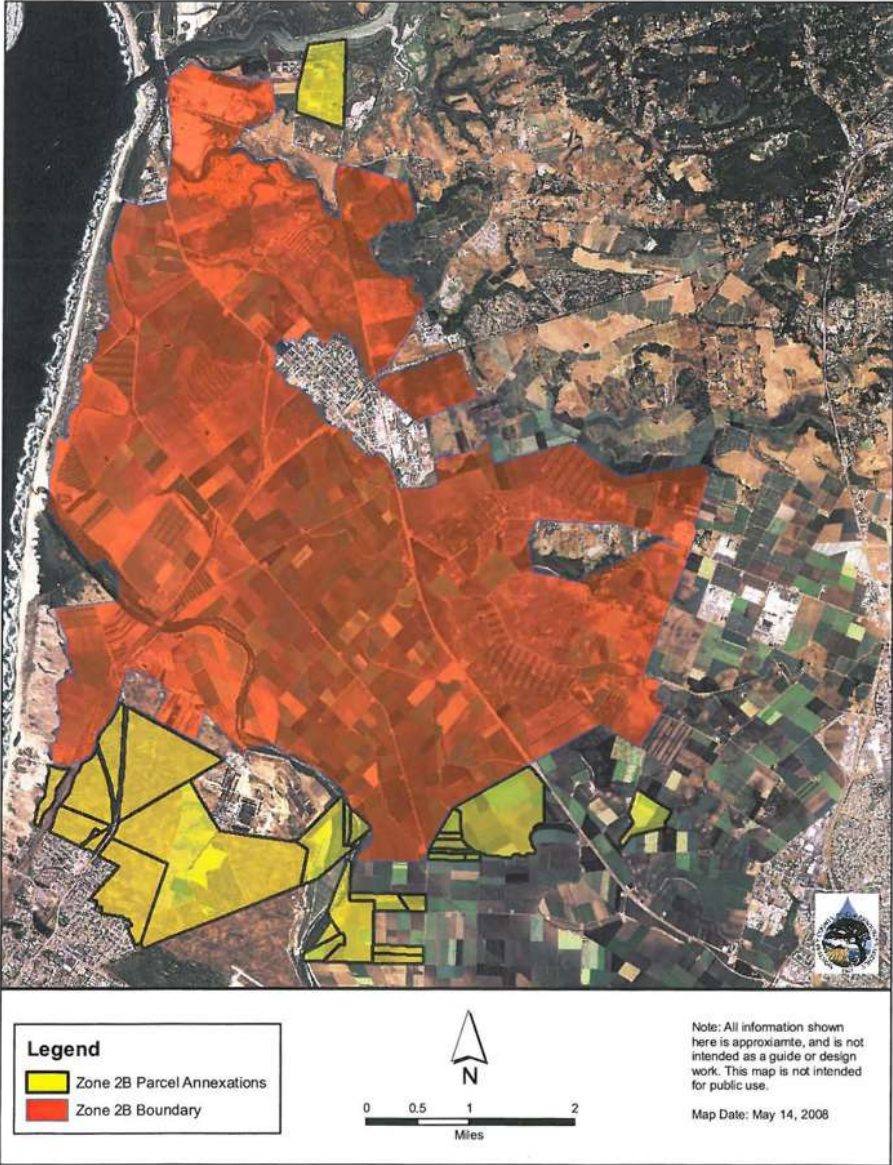 Legend
Zone 2B Parcel Annexations
Zone 2B Boundary
N
0 0.5 1 2
Miles
Note: All information shown
here is approxiamte, and is not
intended as a guide or design
work. This map is not intended
for public use.
Map Date: May 14, 2008